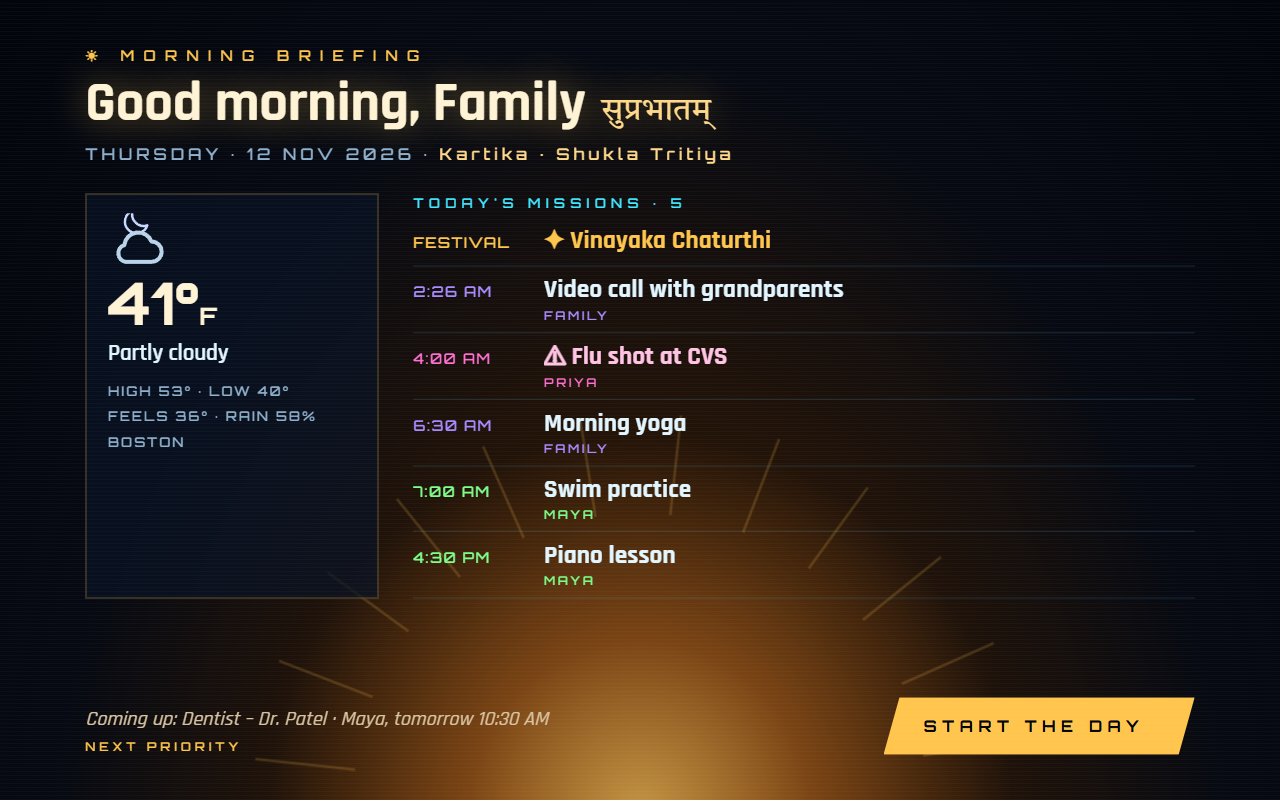 MORNING BRIEFING
Good morning, Family सुप्रभातम्
THURSDAY · 12 NOV 2026 · Kartika · Shukla Tritiya
41°F
Partly cloudy
HIGH 53° · LOW 40°
FEELS 36° · RAIN 58%
BOSTON
TODAY'S MISSIONS · 5
FESTIVAL ✦ Vinayaka Chaturthi
2:26 AM Video call with grandparents
FAMILY
4:00 AM ⚠ Flu shot at CVS
PRIYA
6:30 AM Morning yoga
FAMILY
7:00 AM Swim practice
MAYA
4:30 PM Piano lesson
MAYA
Coming up: Dentist – Dr. Patel · Maya, tomorrow 10:30 AM
NEXT PRIORITY
START THE DAY